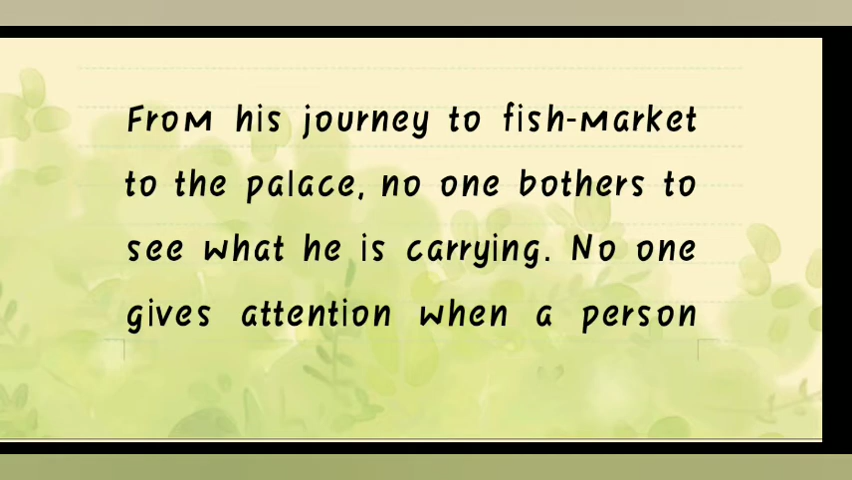 From his journey to fish-market
to the palace, no one bothers to
see what he is carrying. No one
gives attention when a person